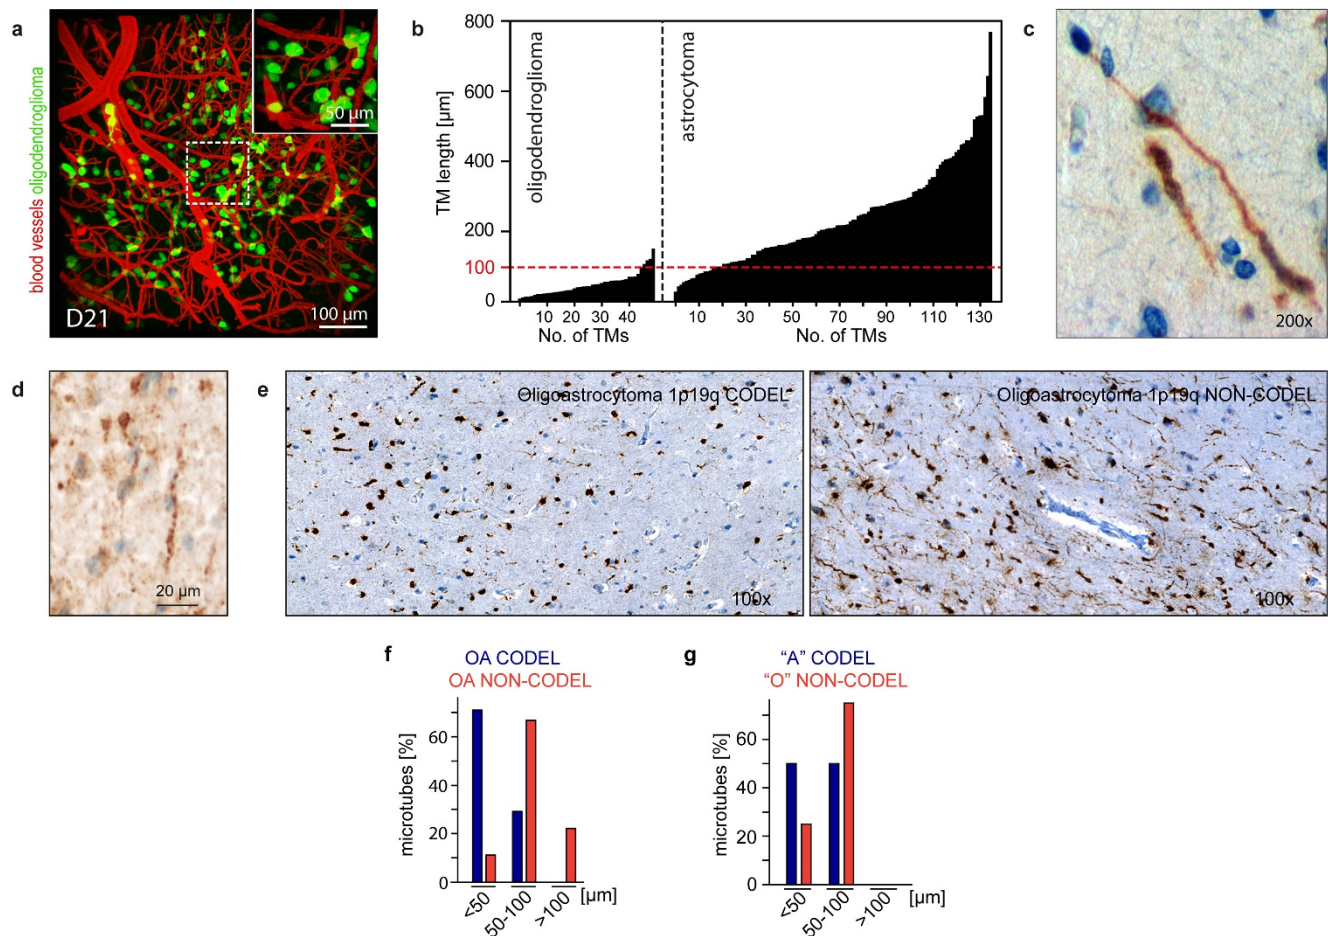 a
blood vessels oligodendroglioma
50 µm
D21
100 µm
b
TM length [µm]
800
600
400
200
100
0
oligodendroglioma
astrocytoma
10 20 40
10 30 50 70 90 110 130
No. of TMs
No. of TMs
c
200x
d
20 µm
e
Oligoastrocytoma 1p19q CODEL
100x
Oligoastrocytoma 1p19q NON-CODEL
100x
f
OA CODEL
OA NON-CODEL
microtubes [%]
60
40
20
0
<50
50-100
>100
[µm]
g
“A” CODEL
“O” NON-CODEL
microtubes [%]
60
40
20
0
<50
50-100
>100
[µm]